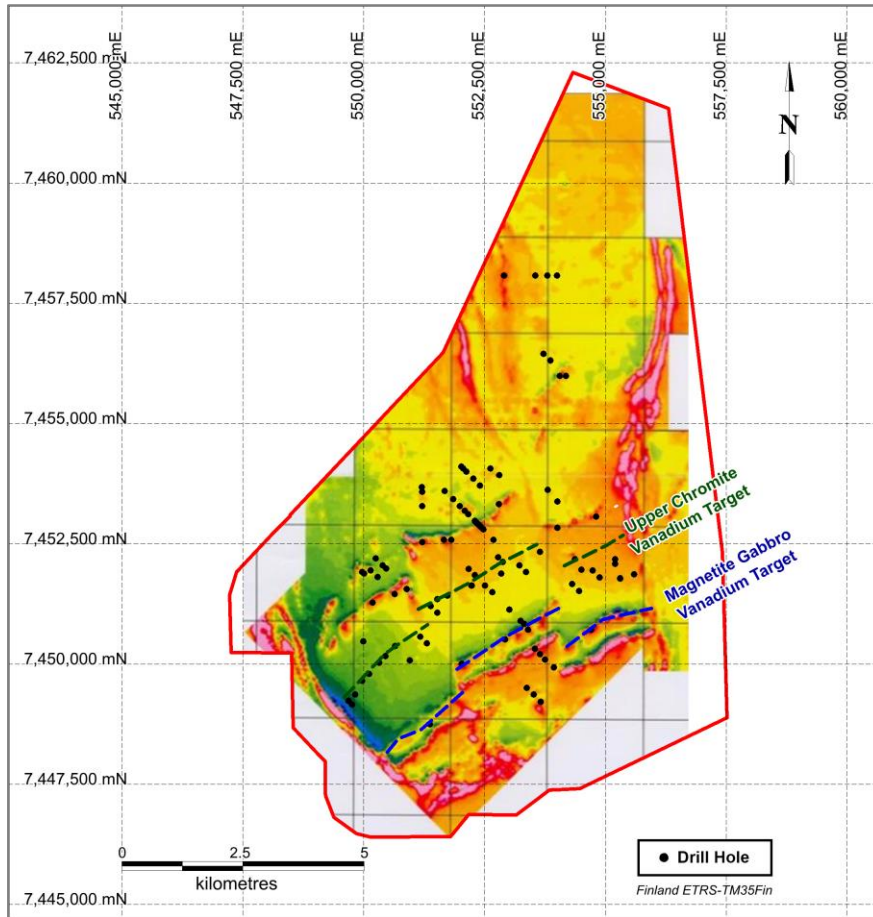 545,000 mE
547,500 mE
550,000 mE
552,500 mE
555,000 mE
557,500 mE
560,000 mE
7,462,500 mN
N
7,460,000 mN
7,457,500 mN
7,455,000 mN
Upper Chromite
Vanadium Target
7,452,500 mN
Magnetite Gabbro
Vanadium Target
7,450,000 mN
7,447,500 mN
0 2.5 5
kilometres
Drill Hole
Finland ETRS-TM35Fin
7,445,000 mN